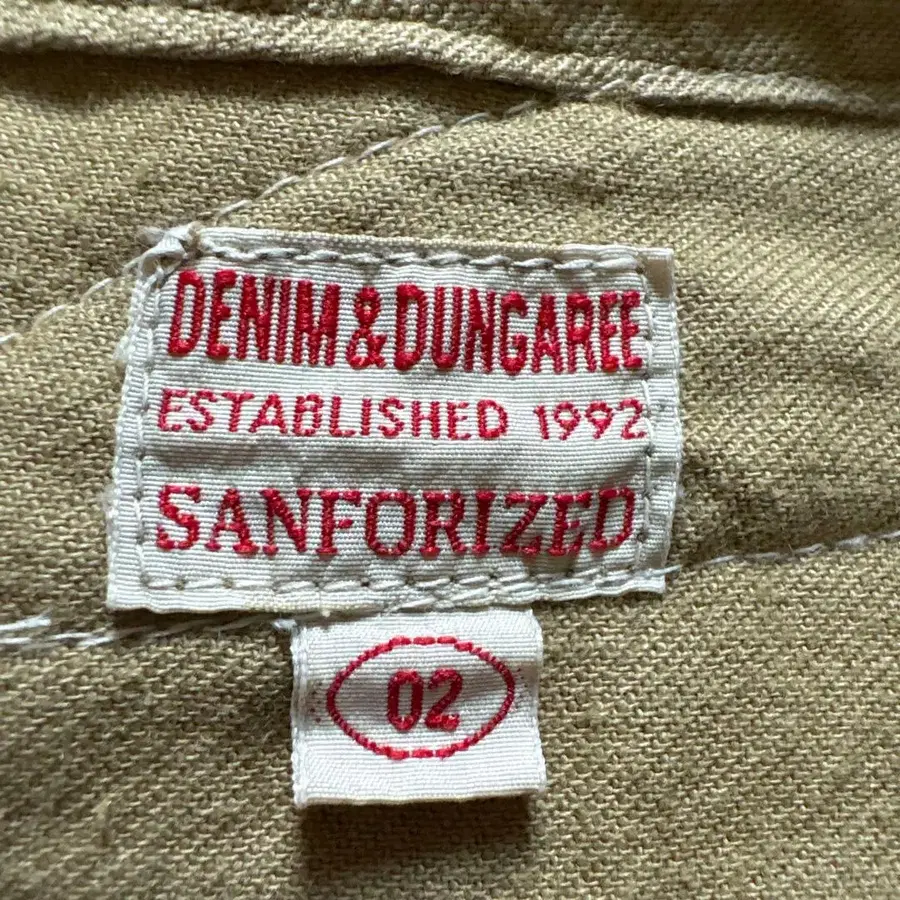 DENIM & DUNGAREE
ESTABLISHED 1992
SANFORIZED
02